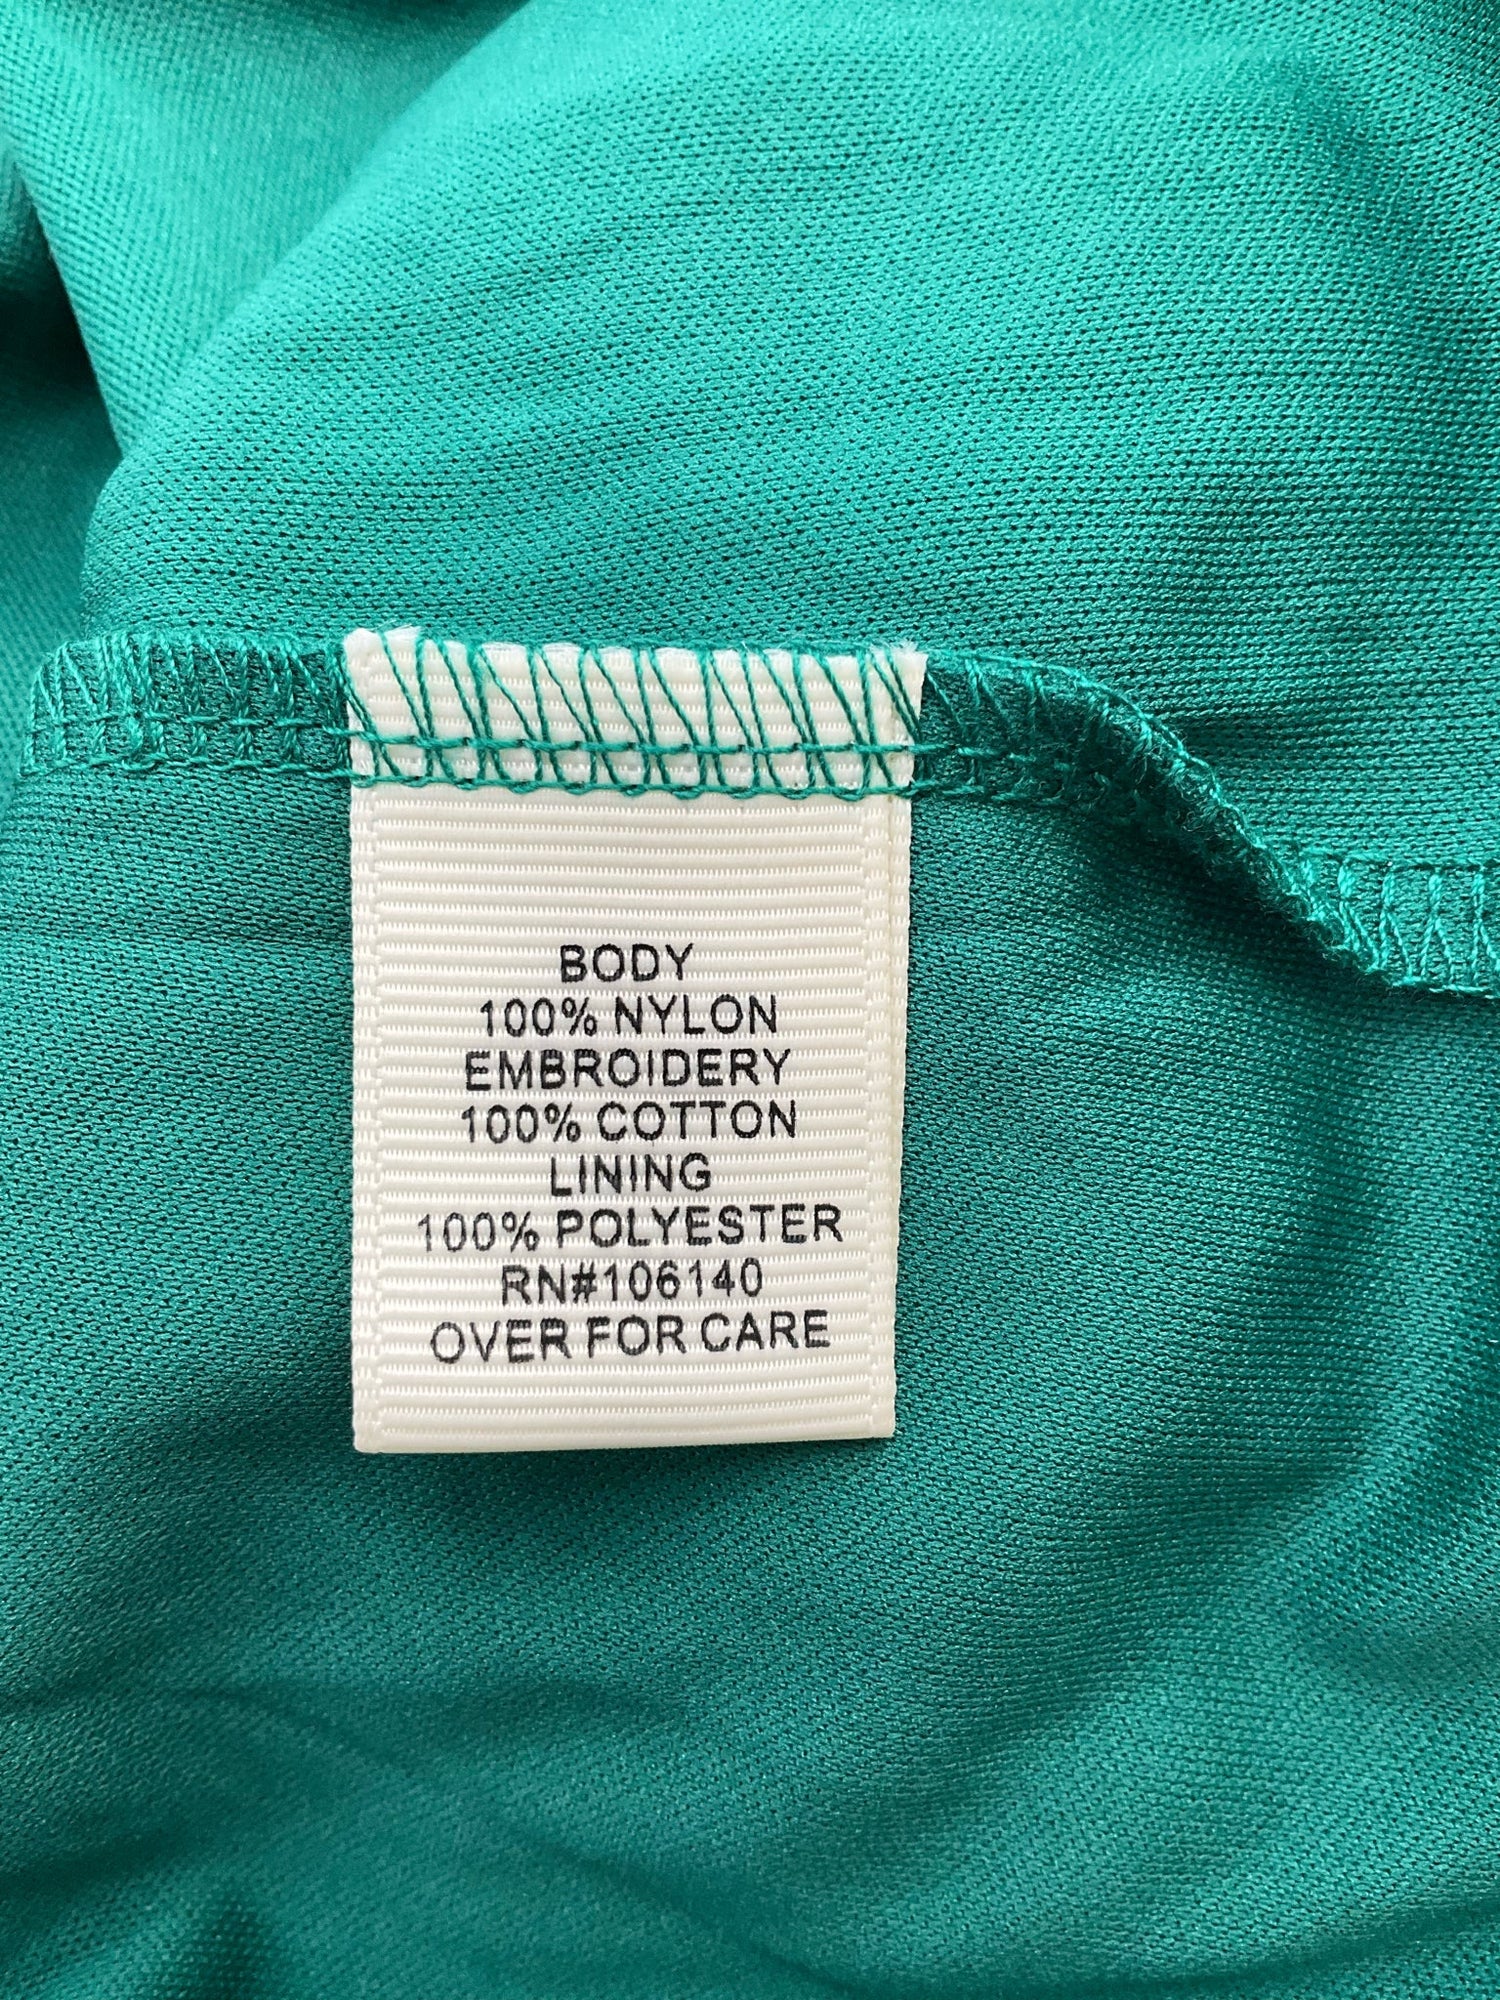 BODY
100% NYLON
EMBROIDERY
100% COTTON
LINING
100% POLYESTER
RN#106140
OVER FOR CARE